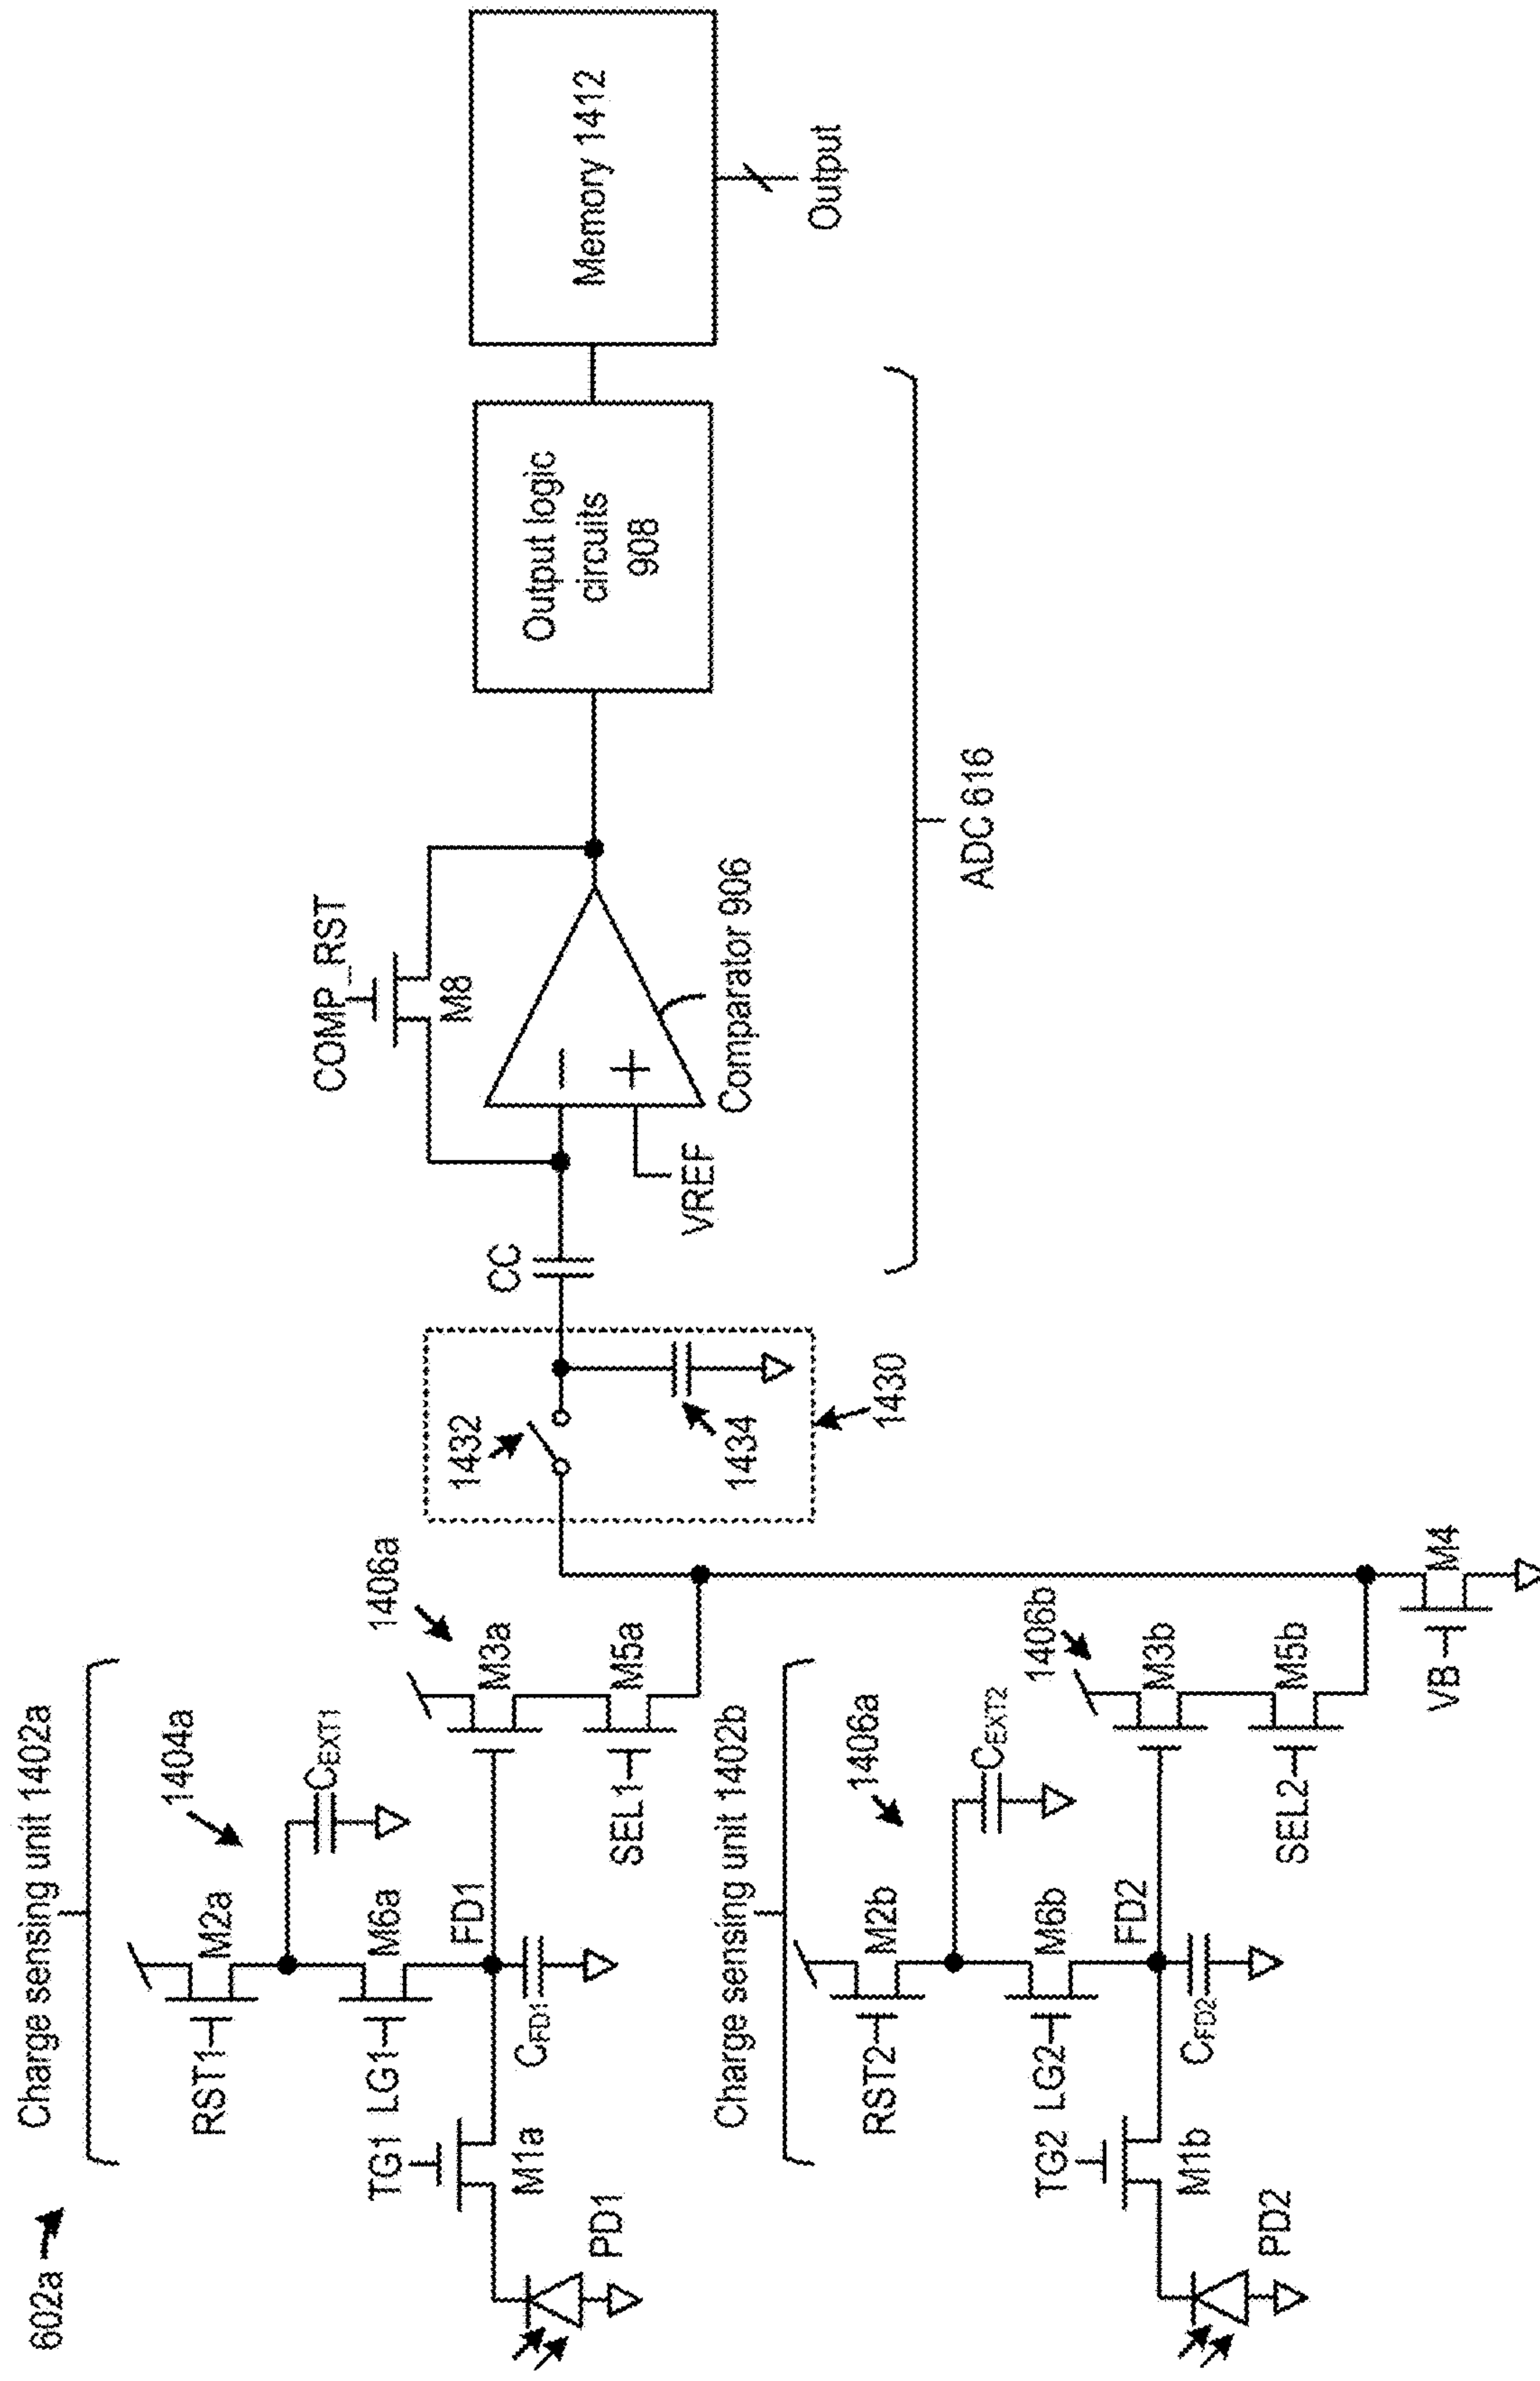 602a
Charge sensing unit 1402a
1404a
RST1
M2a
CEXT1
LG1
M6a
TG1
FD1
M1a
CFD1
PD1
1406a
M3a
SEL1
M5a
Charge sensing unit 1402b
1406a
RST2
M2b
CEXT2
LG2
M6b
TG2
FD2
M1b
CFD2
PD2
1406b
M3b
SEL2
M5b
VB
M4
1432
1434
1430
CC
COMP_RST
M8
VREF
Comparator 906
ADC 616
Output logic
circuits
908
Memory 1412
Output